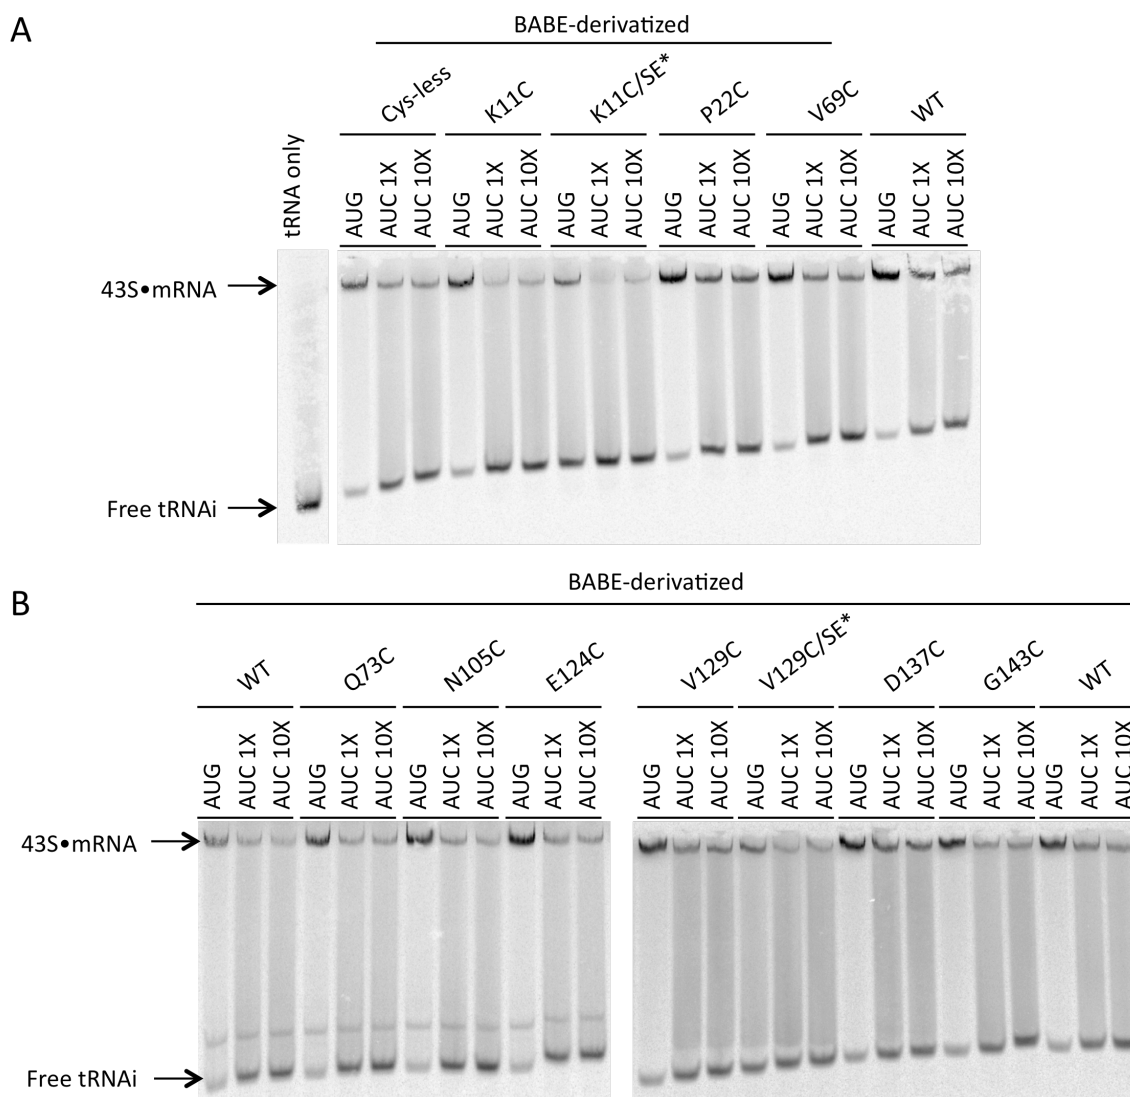 A
BABE-derivatized
Cys-less K11C K11C/SE* P22C V69C WT
tRNA only AUG AUC 1X AUC 10X AUG AUC 1X AUC 10X AUG AUC 1X AUC 10X AUG AUC 1X AUC 10X AUG AUC 1X AUC 10X AUG AUC 1X AUC 10X
43S•mRNA
Free tRNAi
B
BABE-derivatized
WT Q73C N105C E124C V129C V129C/SE* D137C G143C WT
AUG AUC 1X AUC 10X AUG AUC 1X AUC 10X AUG AUC 1X AUC 10X AUG AUC 1X AUC 10X AUG AUC 1X AUC 10X AUG AUC 1X AUC 10X AUG AUC 1X AUC 10X AUG AUC 1X AUC 10X AUG AUC 1X AUC 10X
43S•mRNA
Free tRNAi